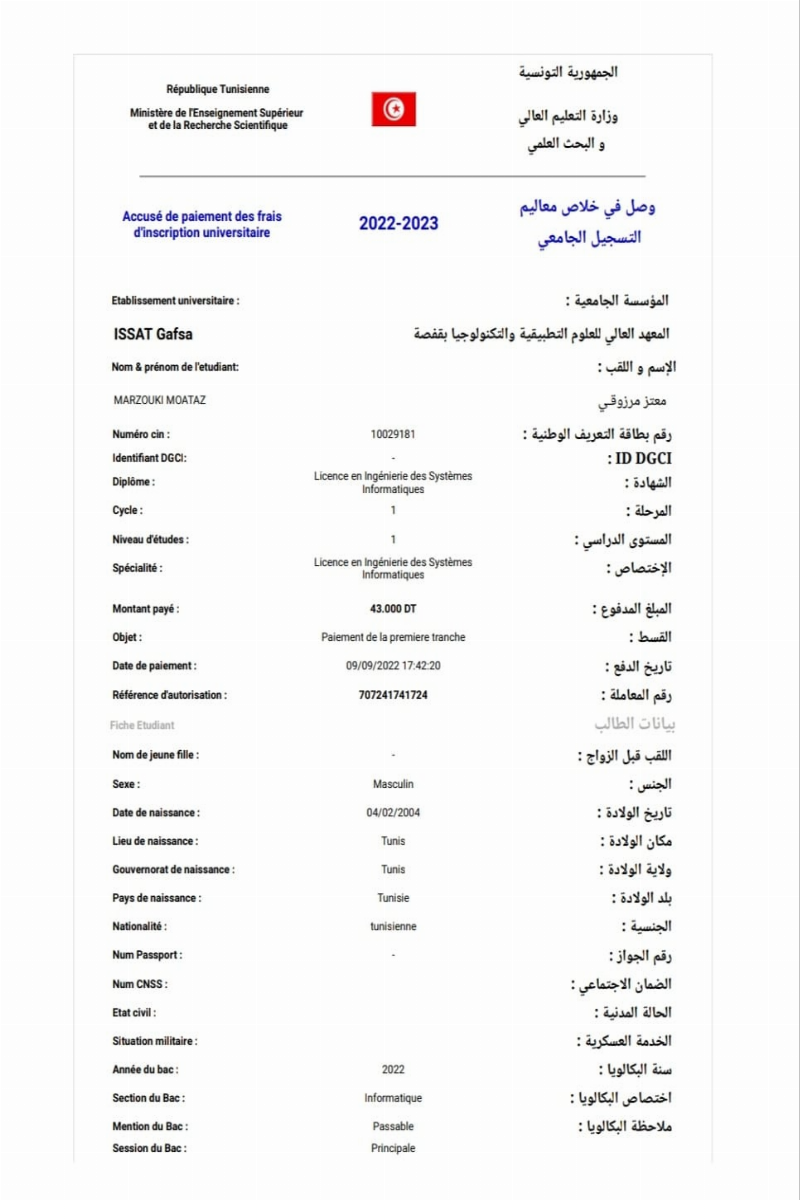 République Tunisienne
الجمهورية التونسية
Ministère de l'Enseignement Supérieur
et de la Recherche Scientifique
وزارة التعليم العالي
و البحث العلمي
Accusé de paiement des frais
d'inscription universitaire
2022-2023
وصل في خلاص معاليم
التسجيل الجامعي
Etablissement universitaire : المؤسسة الجامعية :
ISSAT Gafsa المعهد العالي للعلوم التطبيقية والتكنولوجيا بقفصة
Nom & prénom de l'etudiant: الإسم و اللقب :
MARZOUKI MOATAZ معتز مرزوقي
Numéro cin : 10029181 رقم بطاقة التعريف الوطنية :
Identifiant DGCI: - ID DGCI :
Diplôme : Licence en Ingénierie des Systèmes الشهادة :
Informatiques
Cycle : 1 المرحلة :
Niveau d'études : 1 المستوى الدراسي :
Spécialité : Licence en Ingénierie des Systèmes الإختصاص :
Informatiques
Montant payé : 43.000 DT المبلغ المدفوع :
Objet : Paiement de la premiere tranche القسط :
Date de paiement : 09/09/2022 17:42:20 تاريخ الدفع :
Référence d'autorisation : 707241741724 رقم المعاملة :
Fiche Etudiant بيانات الطالب
Nom de jeune fille : - اللقب قبل الزواج :
Sexe : Masculin الجنس :
Date de naissance : 04/02/2004 تاريخ الولادة :
Lieu de naissance : Tunis مكان الولادة :
Gouvernorat de naissance : Tunis ولاية الولادة :
Pays de naissance : Tunisie بلد الولادة :
Nationalité : tunisienne الجنسية :
Num Passport : - رقم الجواز :
Num CNSS : الضمان الاجتماعي :
Etat civil : الحالة المدنية :
Situation militaire : الخدمة العسكرية :
Année du bac : 2022 سنة البكالويا :
Section du Bac : Informatique اختصاص البكالويا :
Mention du Bac : Passable ملاحظة البكالويا :
Session du Bac : Principale